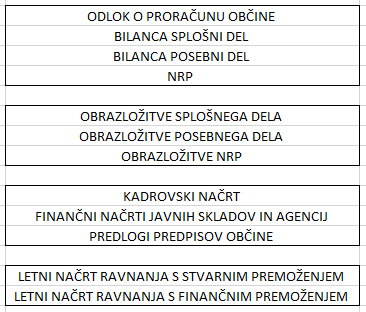 ODLOK O PRORAČUNU OBČINE
BILANCA SPLOŠNI DEL
BILANCA POSEBNI DEL
NRP
OBRAZLOŽITVE SPLOŠNEGA DELA
OBRAZLOŽITVE POSEBNEGA DELA
OBRAZLOŽITVE NRP
KADROVSKI NAČRT
FINANČNI NAČRTI JAVNIH SKLADOV IN AGENCIJ
PREDLOGI PREDPISOV OBČINE
LETNI NAČRT RAVNANJA S STVARNIM PREMOŽENJEM
LETNI NAČRT RAVNANJA S FINANČNIM PREMOŽENJEM